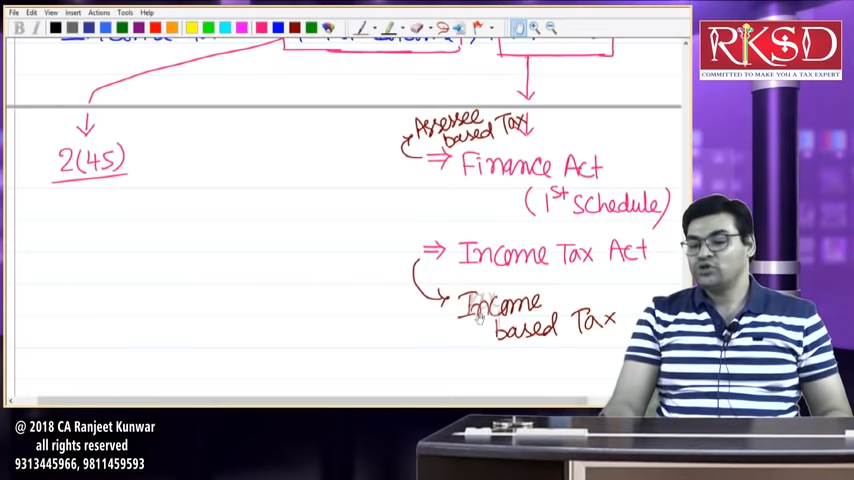 File Edit Insert Actions Tools Help
B I
RKSD
COMMITTED TO MAKE YOU A TAX EXPERT
Assessee
based Tax
2(45)
⇒ Finance Act
(1st Schedule)
⇒ Income Tax Act
Income
based Tax
@ 2018 CA Ranjeet Kunwar
all rights reserved
9313445966, 9811459593